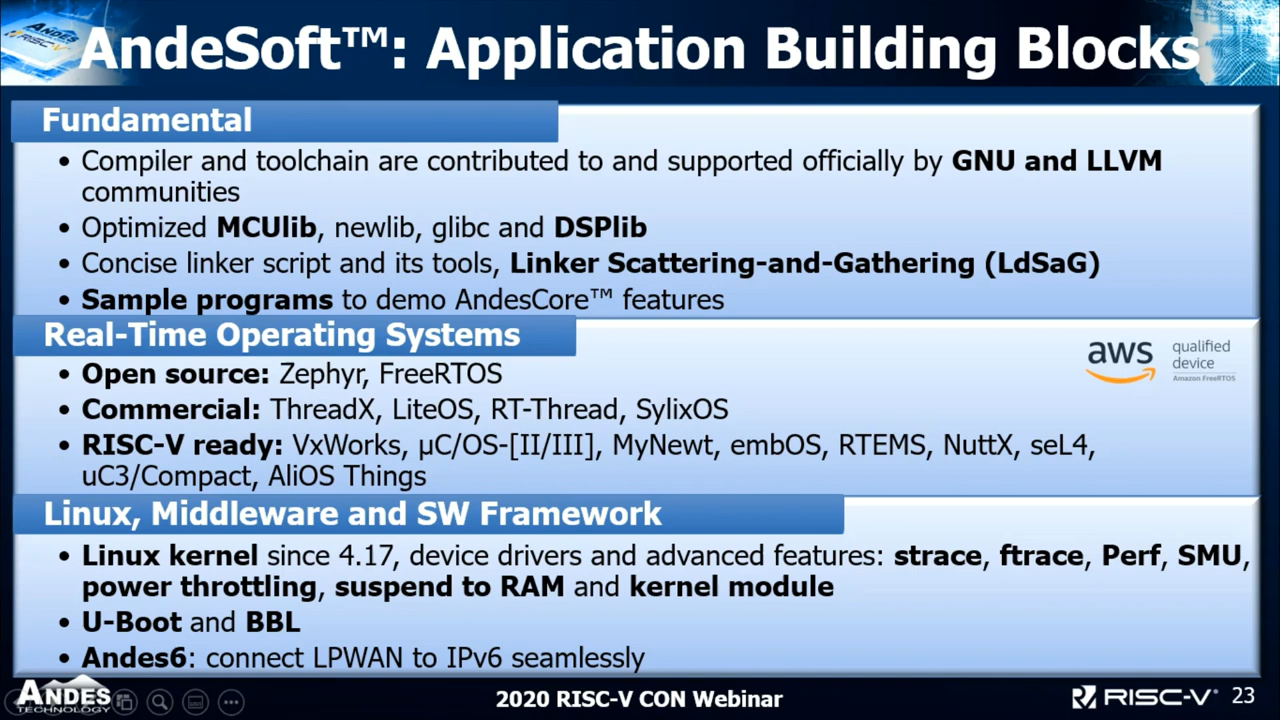 AndeSoft™: Application Building Blocks
ANDES
RISC-V
Fundamental
• Compiler and toolchain are contributed to and supported officially by GNU and LLVM
communities
• Optimized MCUlib, newlib, glibc and DSPlib
• Concise linker script and its tools, Linker Scattering-and-Gathering (LdSaG)
• Sample programs to demo AndesCore™ features
Real-Time Operating Systems
aws qualified
device
Amazon FreeRTOS
• Open source: Zephyr, FreeRTOS
• Commercial: ThreadX, LiteOS, RT-Thread, SylixOS
• RISC-V ready: VxWorks, µC/OS-[II/III], MyNewt, embOS, RTEMS, NuttX, seL4,
uC3/Compact, AliOS Things
Linux, Middleware and SW Framework
• Linux kernel since 4.17, device drivers and advanced features: strace, ftrace, Perf, SMU,
power throttling, suspend to RAM and kernel module
• U-Boot and BBL
• Andes6: connect LPWAN to IPv6 seamlessly
ANDES
TECHNOLOGY
2020 RISC-V CON Webinar
RISC-V® 23